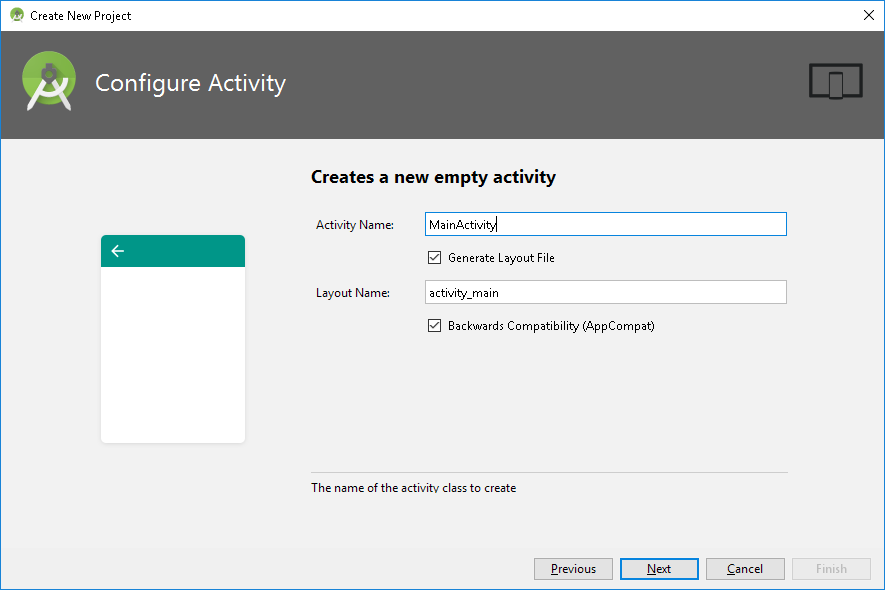 Create New Project
Configure Activity
Creates a new empty activity
Activity Name: MainActivity
Generate Layout File
Layout Name: activity_main
Backwards Compatibility (AppCompat)
The name of the activity class to create
Previous Next Cancel Finish